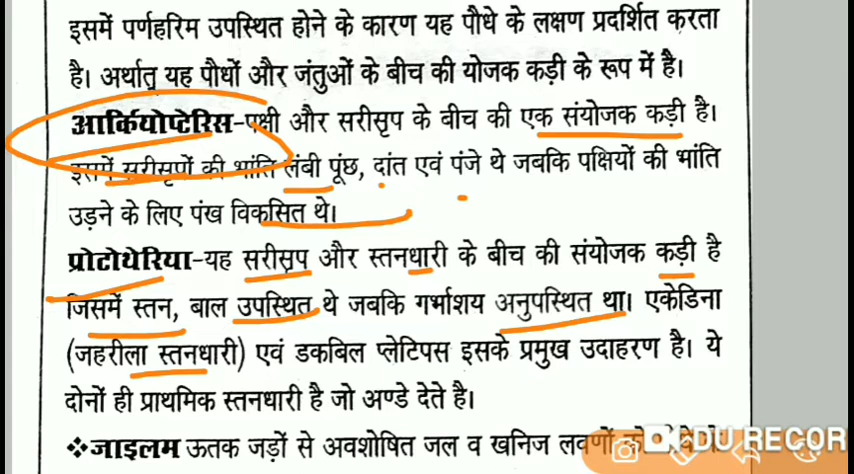 इसमें पर्णहरिम उपस्थित होने के कारण यह पौधे के लक्षण प्रदर्शित करता
है। अर्थात् यह पौधों और जंतुओं के बीच की योजक कड़ी के रूप में है।
आर्कियोप्टेरिस-पक्षी और सरीसृप के बीच की एक संयोजक कड़ी है।
इसमें सरीसृपों की भांति लंबी पूंछ, दांत एवं पंजे थे जबकि पक्षियों की भांति
उड़ने के लिए पंख विकसित थे।
प्रोटोथेरिया-यह सरीसृप और स्तनधारी के बीच की संयोजक कड़ी है
जिसमें स्तन, बाल उपस्थित थे जबकि गर्भाशय अनुपस्थित था। एकेडिना
(जहरीला स्तनधारी) एवं डकबिल प्लेटिपस इसके प्रमुख उदाहरण है। ये
दोनों ही प्राथमिक स्तनधारी है जो अण्डे देते है।
❖जाइलम ऊतक जड़ों से अवशोषित जल व खनिज लवणों को
DU RECOR